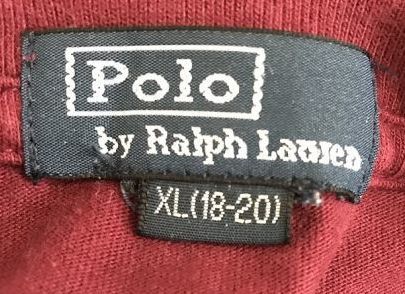 Polo
by Ralph Lauren
XL(18-20)